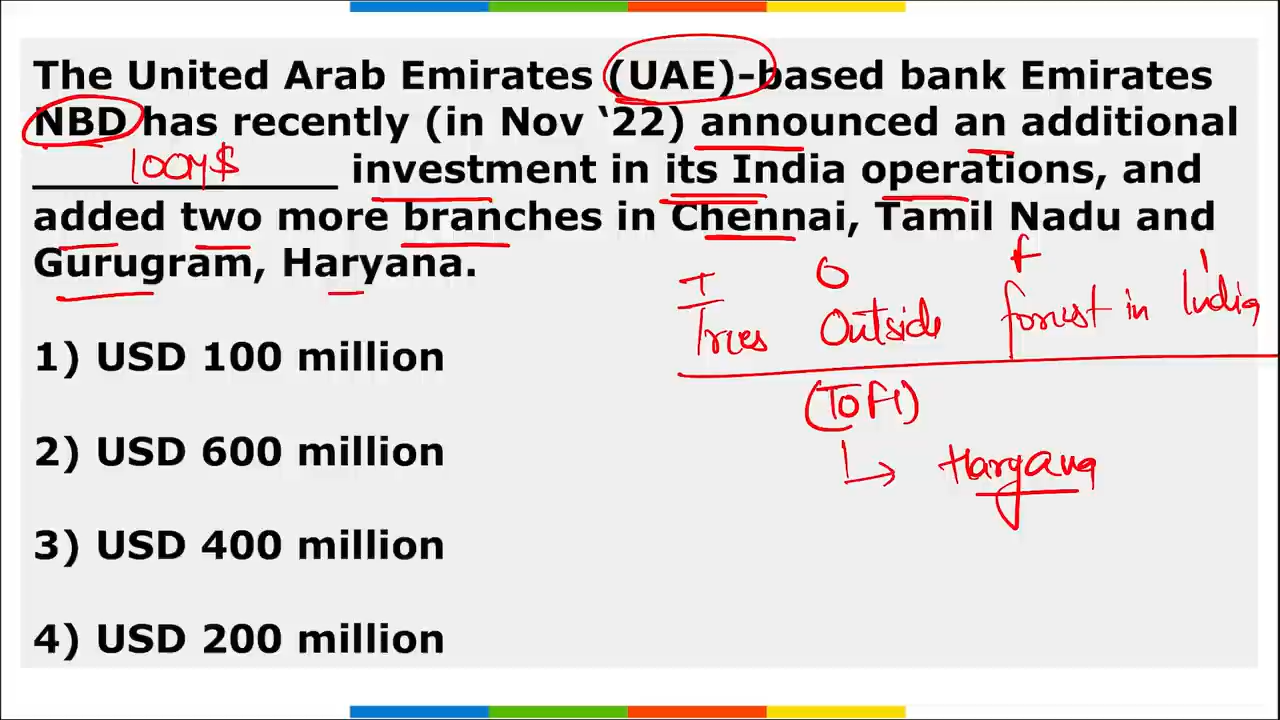 The United Arab Emirates (UAE)-based bank Emirates
NBD has recently (in Nov ‘22) announced an additional
100M$ investment in its India operations, and
added two more branches in Chennai, Tamil Nadu and
Gurugram, Haryana.
T O F I
Trees Outside forest in India
(TOFI)
Haryana
1) USD 100 million
2) USD 600 million
3) USD 400 million
4) USD 200 million